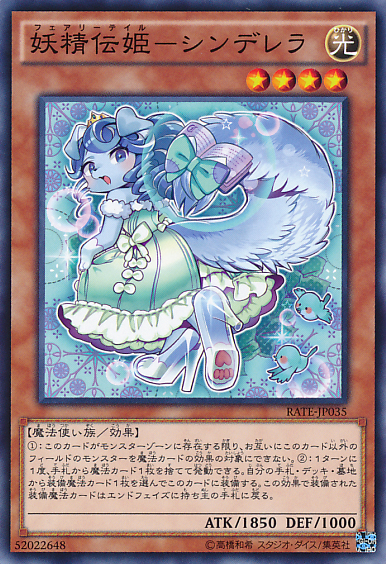 フェアリーテイル
妖精伝姫－シンデレラ
光
RATE-JP035
【魔法使い族／効果】
①：このカードがモンスターゾーンに存在する限り、お互いにこのカード以外の
フィールドのモンスターを魔法カードの効果の対象にできない。②：１ターンに
１度、手札から魔法カード１枚を捨てて発動できる。自分の手札・デッキ・墓地
から装備魔法カード１枚を選んでこのカードに装備する。この効果で装備された
装備魔法カードはエンドフェイズに持ち主の手札に戻る。
ATK/1850 DEF/1000
52022648 ©高橋和希 スタジオ・ダイス/集英社